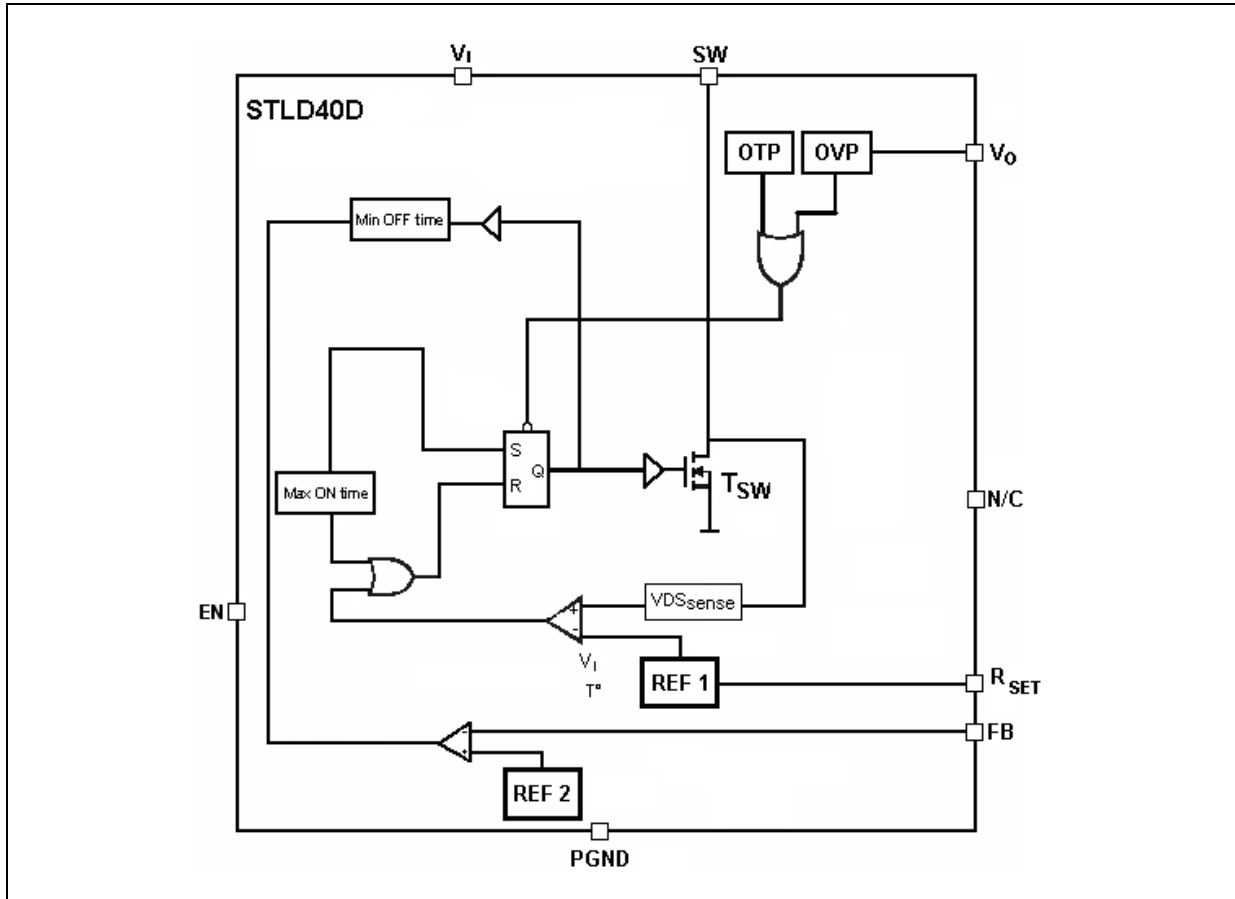 VI
SW
STLD40D
OTP
OVP
VO
Min OFF time
S
Q
R
TSW
Max ON time
N/C
EN
VDSsense
+
-
VI
T°
REF 1
RSET
-
+
FB
REF 2
PGND